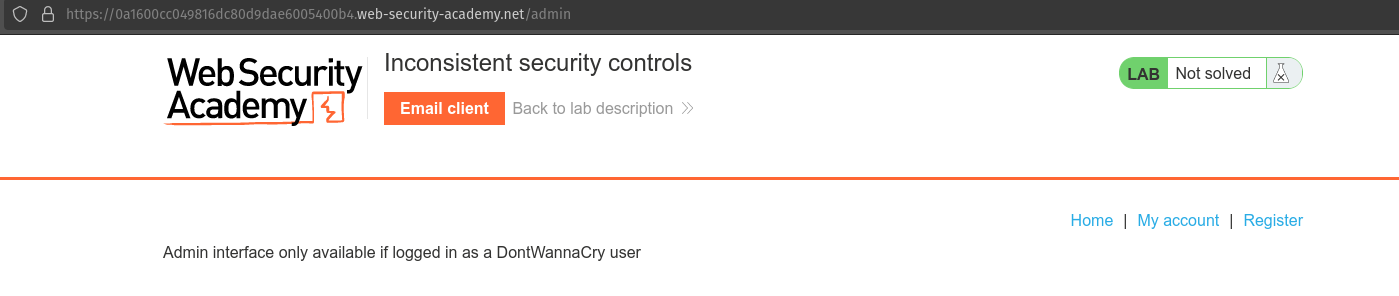 https://0a1600cc049816dc80d9dae6005400b4.web-security-academy.net/admin
Web Security
Academy
Inconsistent security controls
Email client
Back to lab description
LAB
Not solved
Home | My account | Register
Admin interface only available if logged in as a DontWannaCry user